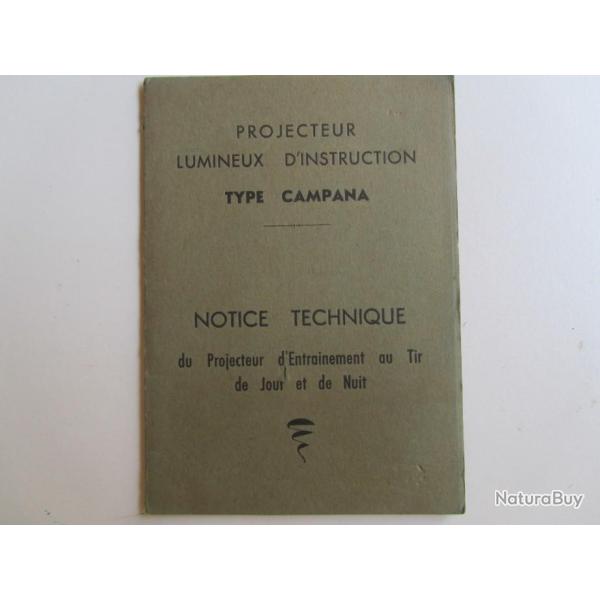 PROJECTEUR
LUMINEUX D'INSTRUCTION
TYPE CAMPANA
NOTICE TECHNIQUE
du Projecteur d'Entrainement au Tir
de Jour et de Nuit
NaturaBuy